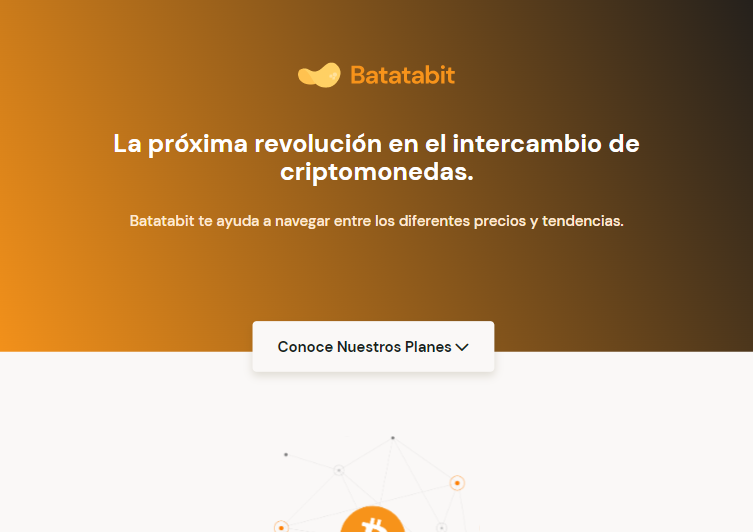 Batatabit
La próxima revolución en el intercambio de
criptomonedas.
Batatabit te ayuda a navegar entre los diferentes precios y tendencias.
Conoce Nuestros Planes